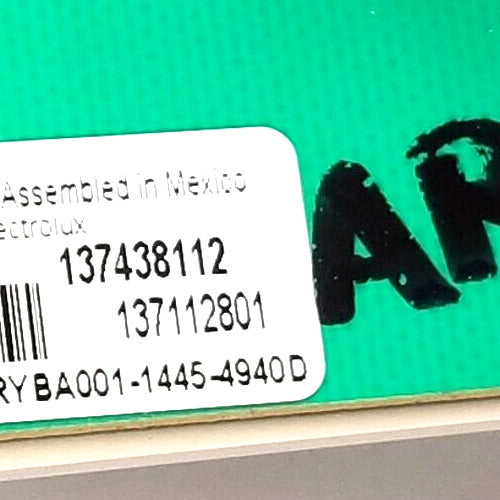 Assembled in Mexico
ectrolux
137438112
137112801
RYBA001-1445-4940D
AR